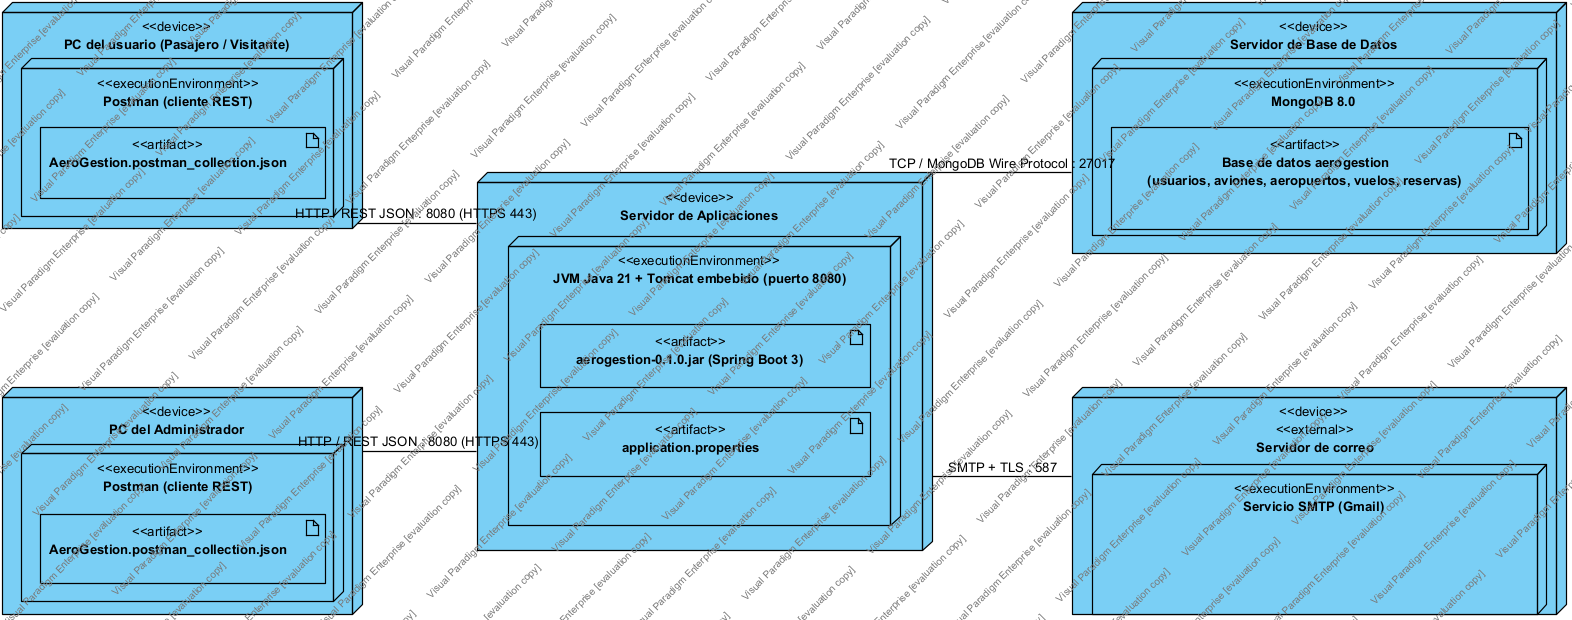 <<device>>
PC del usuario (Pasajero / Visitante)
<<executionEnvironment>>
Postman (cliente REST)
<<artifact>>
AeroGestion.postman_collection.json
HTTP / REST JSON : 8080 (HTTPS 443)
<<device>>
PC del Administrador
<<executionEnvironment>>
Postman (cliente REST)
<<artifact>>
AeroGestion.postman_collection.json
HTTP / REST JSON : 8080 (HTTPS 443)
<<device>>
Servidor de Aplicaciones
<<executionEnvironment>>
JVM Java 21 + Tomcat embebido (puerto 8080)
<<artifact>>
aerogestion-0.1.0.jar (Spring Boot 3)
<<artifact>>
application.properties
TCP / MongoDB Wire Protocol : 27017
<<device>>
Servidor de Base de Datos
<<executionEnvironment>>
MongoDB 8.0
<<artifact>>
Base de datos aerogestion
(usuarios, aviones, aeropuertos, vuelos, reservas)
SMTP + TLS : 587
<<device>>
<<external>>
Servidor de correo
<<executionEnvironment>>
Servicio SMTP (Gmail)
Visual Paradigm Enterprise [evaluation copy]